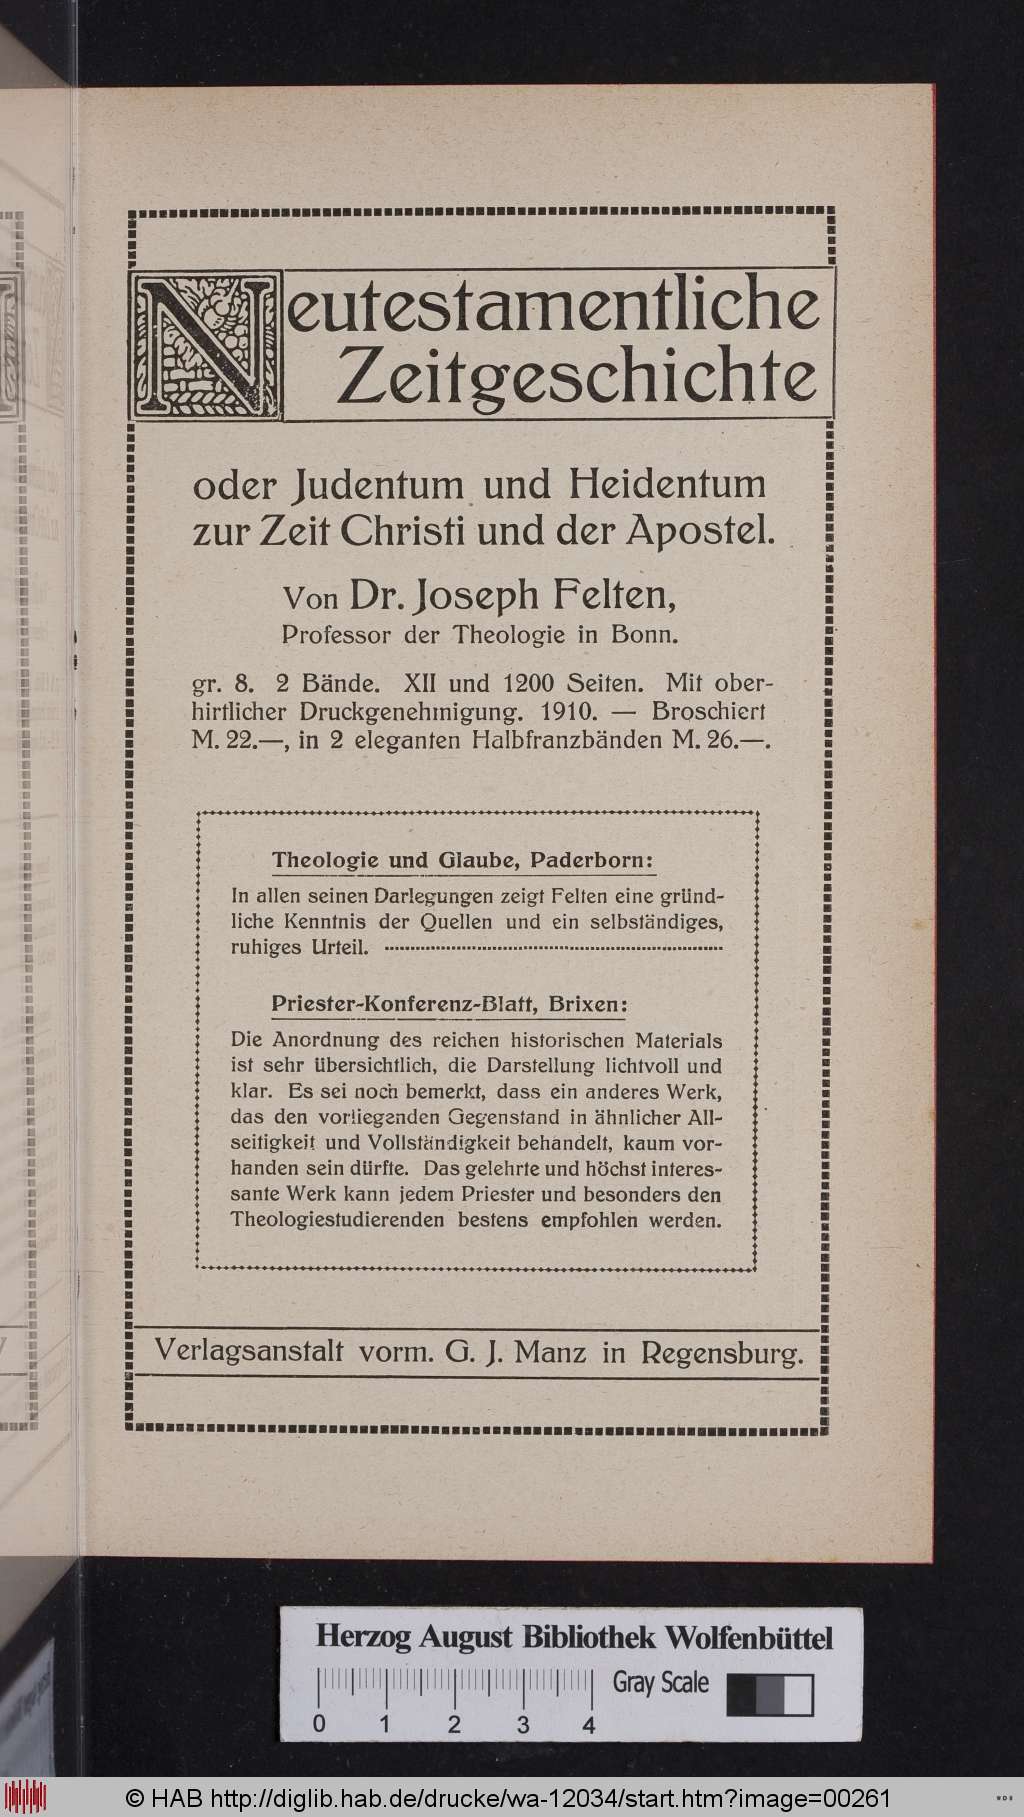 Neutestamentliche
Zeitgeschichte
oder Judentum und Heidentum
zur Zeit Christi und der Apostel.
Von Dr. Joseph Felten,
Professor der Theologie in Bonn.
gr. 8. 2 Bände. XII und 1200 Seiten. Mit ober-
hirtlicher Druckgenehmigung. 1910. — Broschiert
M. 22.—, in 2 eleganten Halbfranzbänden M. 26.—.
Theologie und Glaube, Paderborn:
In allen seinen Darlegungen zeigt Felten eine gründ-
liche Kenntnis der Quellen und ein selbständiges,
ruhiges Urteil.
Priester-Konferenz-Blatt, Brixen:
Die Anordnung des reichen historischen Materials
ist sehr übersichtlich, die Darstellung lichtvoll und
klar. Es sei noch bemerkt, dass ein anderes Werk,
das den vorliegenden Gegenstand in ähnlicher All-
seitigkeit und Vollständigkeit behandelt, kaum vor-
handen sein dürfte. Das gelehrte und höchst interes-
sante Werk kann jedem Priester und besonders den
Theologiestudierenden bestens empfohlen werden.
Verlagsanstalt vorm. G. J. Manz in Regensburg.
Herzog August Bibliothek Wolfenbüttel
Gray Scale
0 1 2 3 4
© HAB http://diglib.hab.de/drucke/wa-12034/start.htm?image=00261